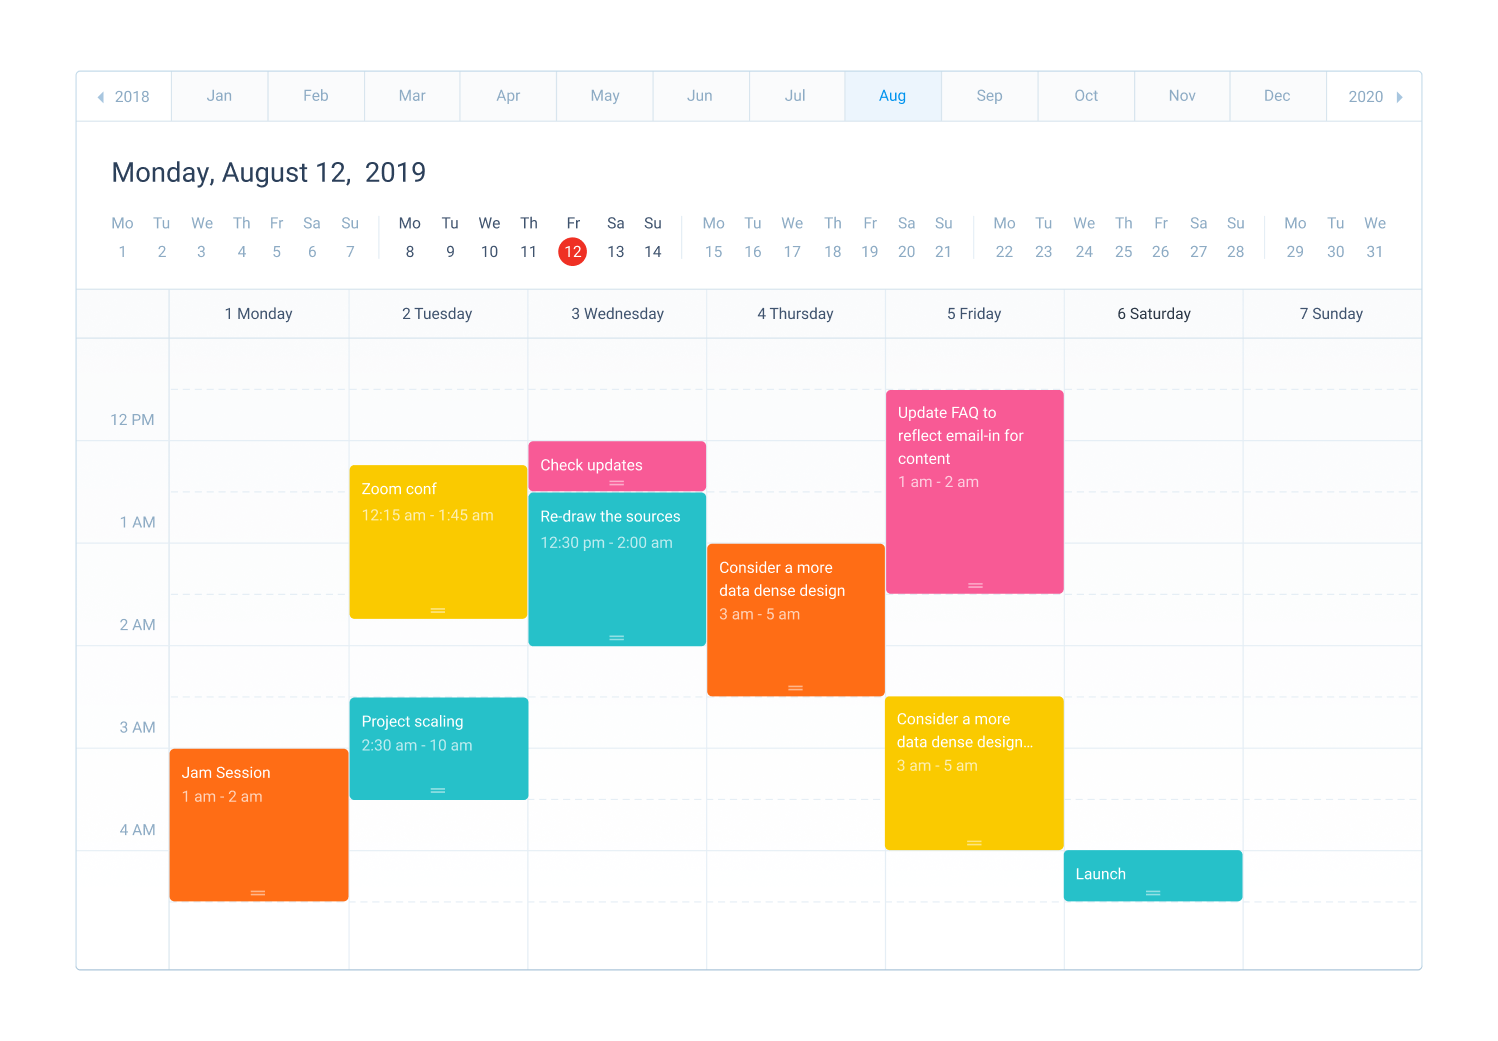 2018 Jan Feb Mar Apr May Jun Jul Aug Sep Oct Nov Dec 2020
Monday, August 12, 2019
Mo Tu We Th Fr Sa Su Mo Tu We Th Fr Sa Su Mo Tu We Th Fr Sa Su Mo Tu We Th Fr Sa Su Mo Tu We
1 2 3 4 5 6 7 8 9 10 11 12 13 14 15 16 17 18 19 20 21 22 23 24 25 26 27 28 29 30 31
1 Monday 2 Tuesday 3 Wednesday 4 Thursday 5 Friday 6 Saturday 7 Sunday
12 PM
1 AM
2 AM
3 AM
4 AM
Jam Session
1 am - 2 am
Zoom conf
12:15 am - 1:45 am
Project scaling
2:30 am - 10 am
Check updates
Re-draw the sources
12:30 pm - 2:00 am
Consider a more
data dense design
3 am - 5 am
Update FAQ to
reflect email-in for
content
1 am - 2 am
Consider a more
data dense design...
3 am - 5 am
Launch